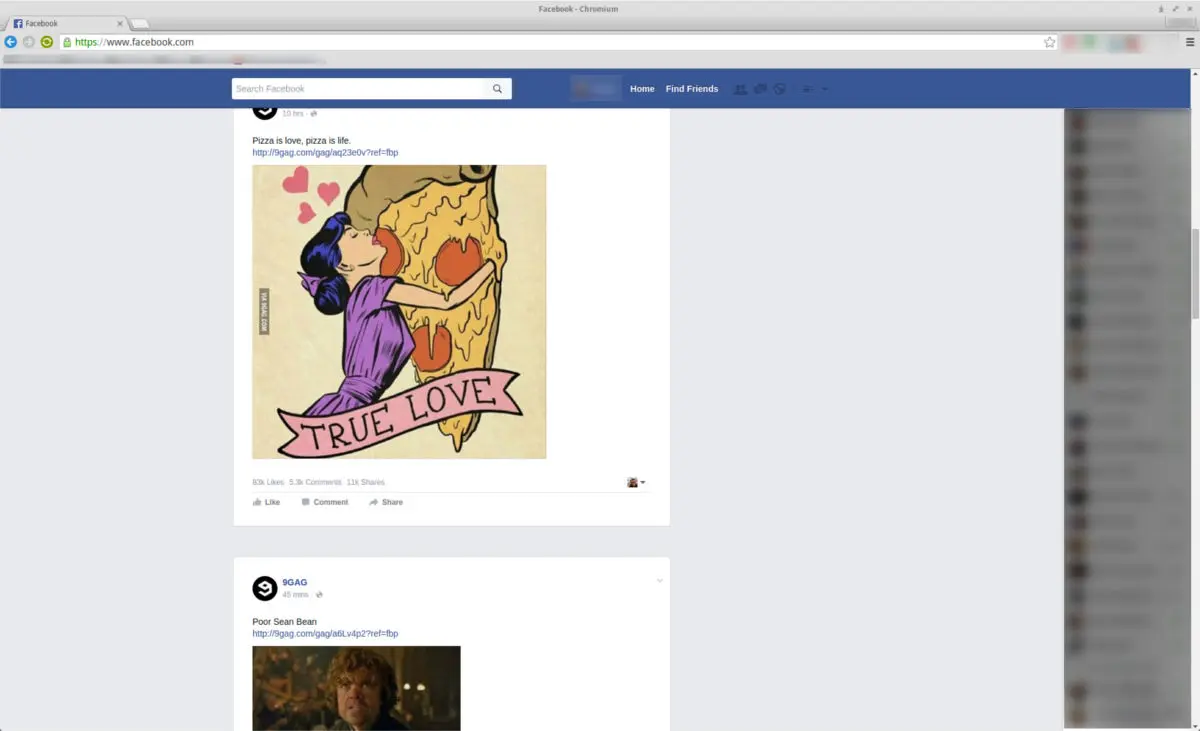 Facebook - Chromium
Facebook
https://www.facebook.com
Search Facebook
Home
Find Friends
10 hrs ·
Pizza is love, pizza is life.
http://9gag.com/gag/aq23e0v?ref=fbp
VIA 9GAG.COM
TRUE LOVE
83k Likes 5.3k Comments 11k Shares
Like Comment Share
9GAG
45 mins ·
Poor Sean Bean
http://9gag.com/gag/a6Lv4p2?ref=fbp